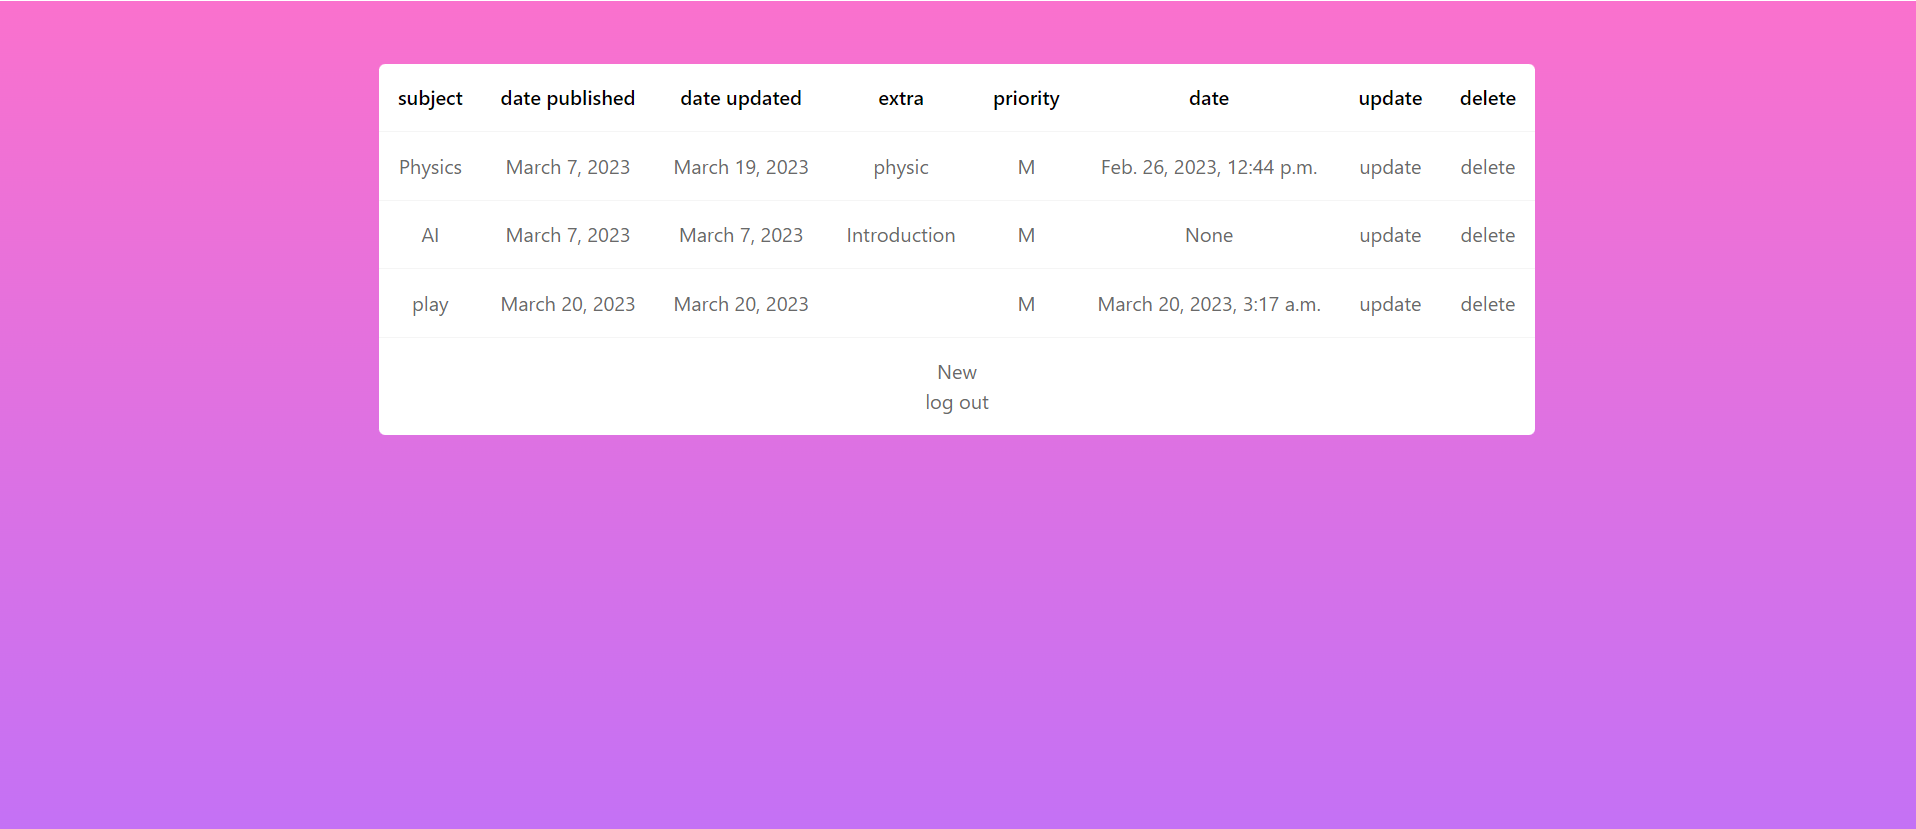 subject date published date updated extra priority date update delete
Physics March 7, 2023 March 19, 2023 physic M Feb. 26, 2023, 12:44 p.m. update delete
AI March 7, 2023 March 7, 2023 Introduction M None update delete
play March 20, 2023 March 20, 2023 M March 20, 2023, 3:17 a.m. update delete
New
log out